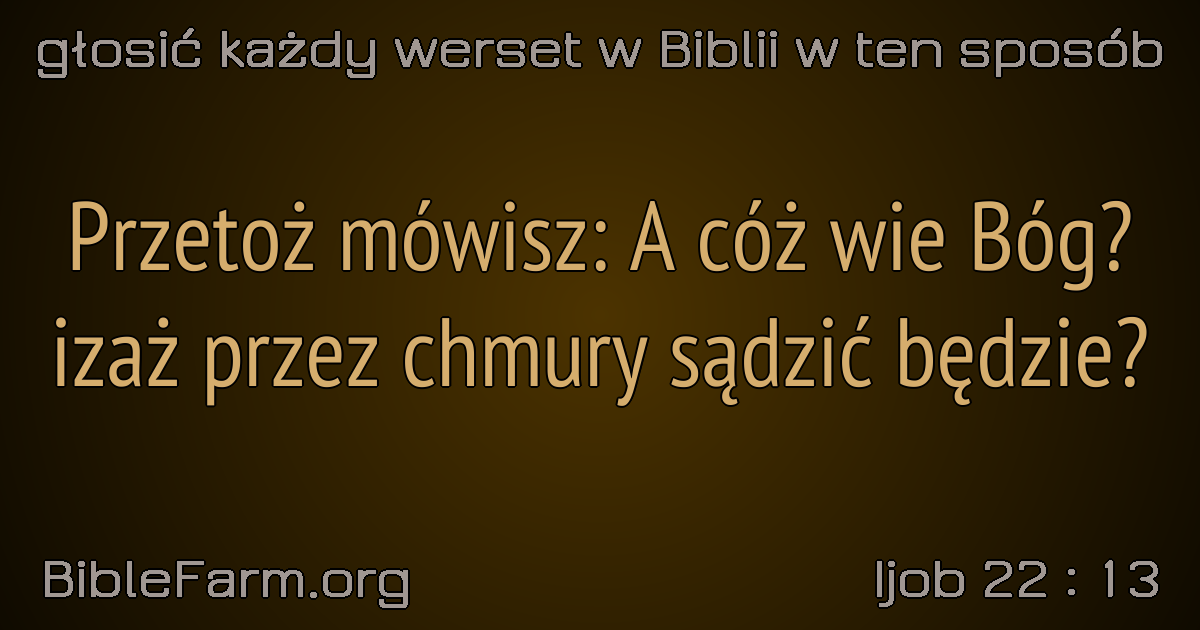 głosić każdy werset w Biblii w ten sposób
Przetoż mówisz: A cóż wie Bóg?
izaż przez chmury sądzić będzie?
BibleFarm.org
Ijob 22 : 13